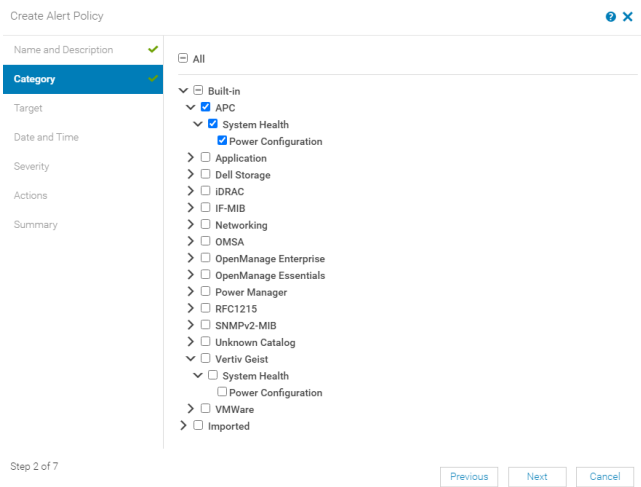 Create Alert Policy
Name and Description
Category
Target
Date and Time
Severity
Actions
Summary
All
Built-in
APC
System Health
Power Configuration
Application
Dell Storage
iDRAC
IF-MIB
Networking
OMSA
OpenManage Enterprise
OpenManage Essentials
Power Manager
RFC1215
SNMPv2-MIB
Unknown Catalog
Vertiv Geist
System Health
Power Configuration
VMWare
Imported
Step 2 of 7
Previous Next Cancel